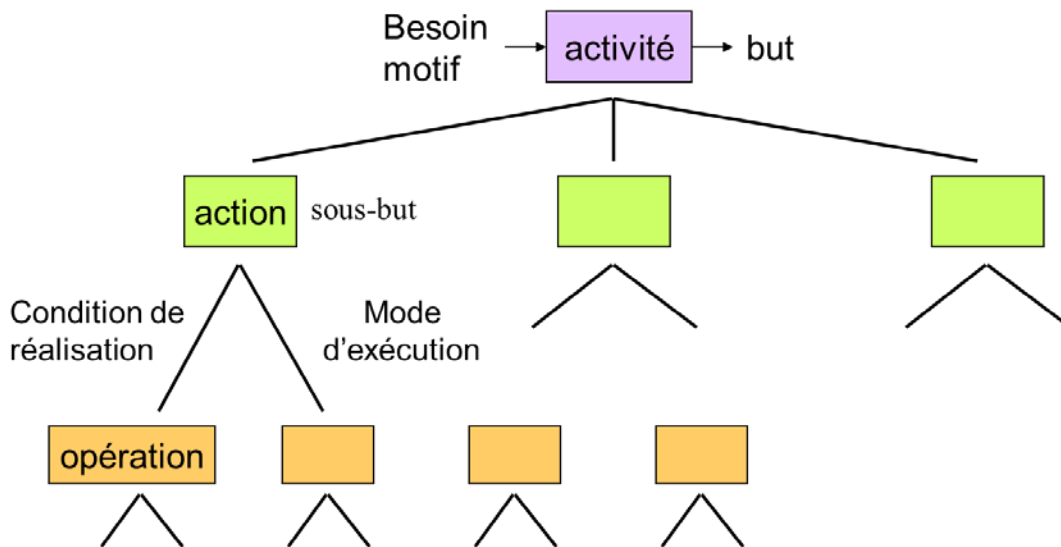 Besoin
motif
activité
but
action
sous-but
Condition de
réalisation
Mode
d'exécution
opération